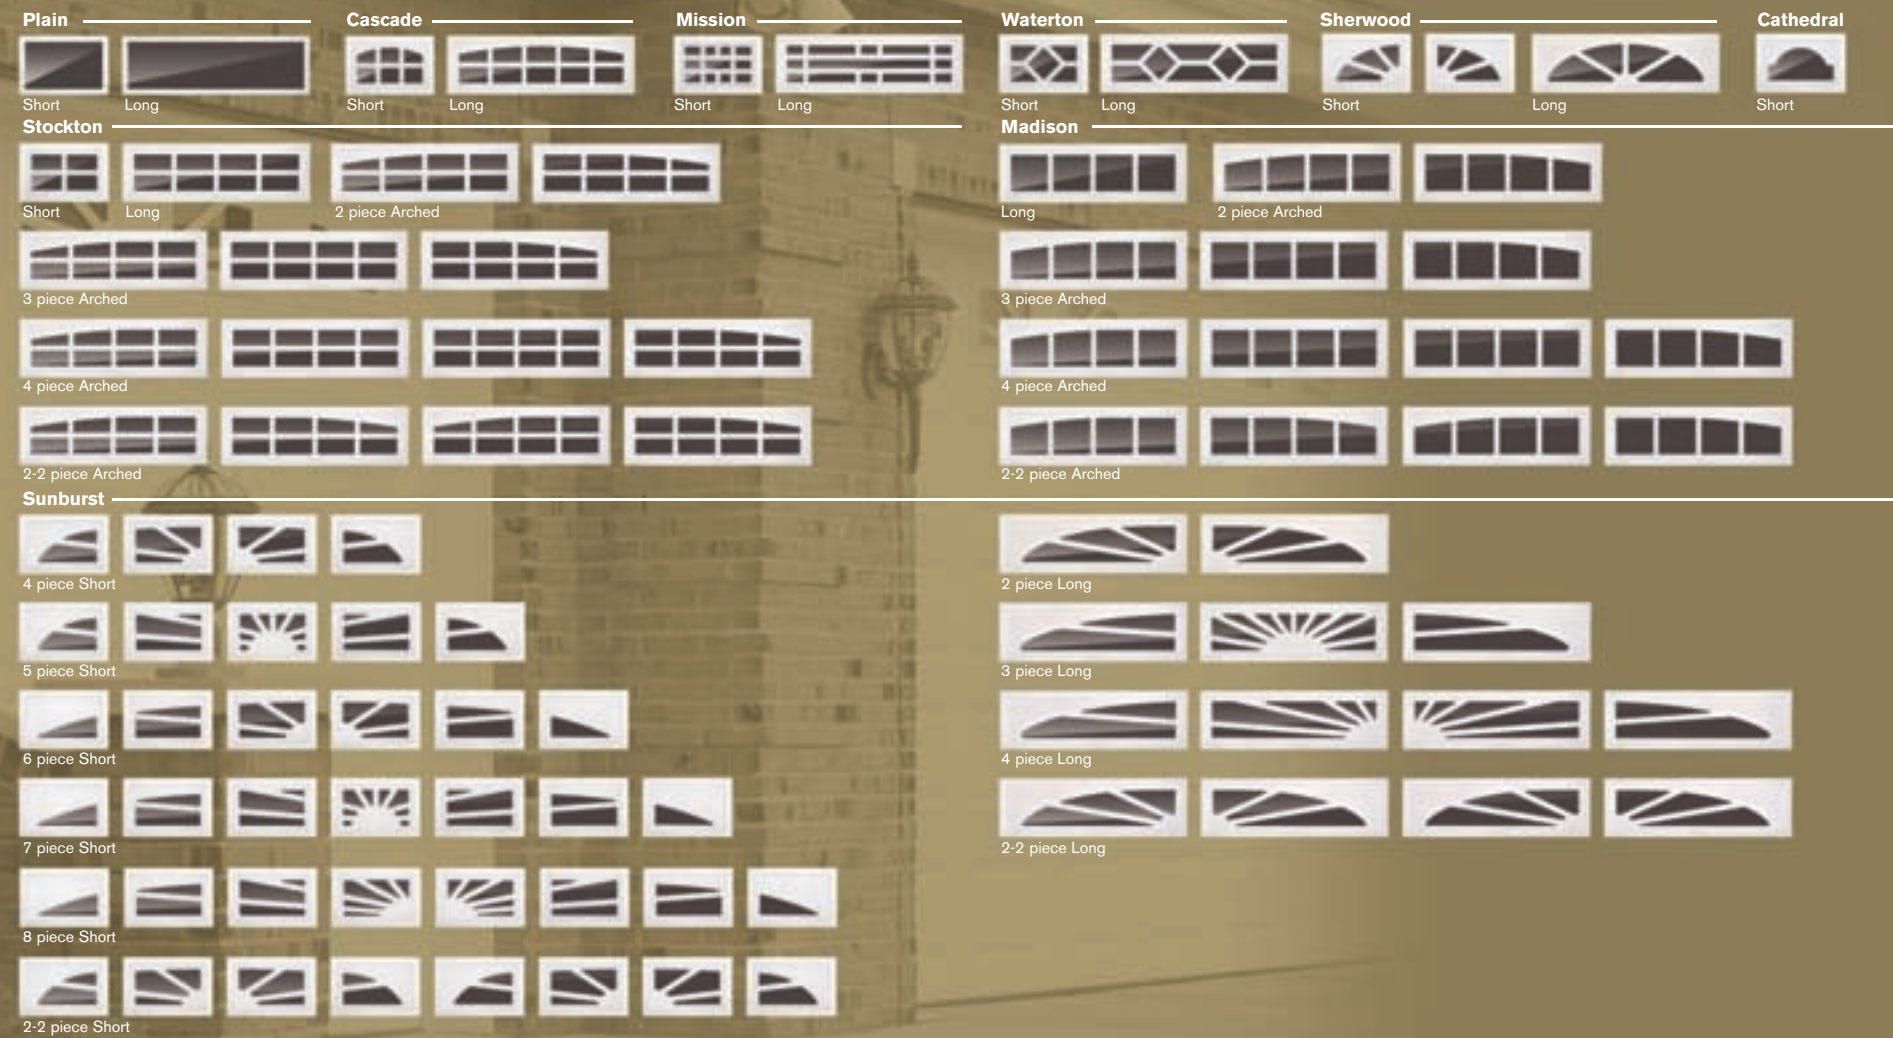 Plain Cascade Mission Waterton Sherwood Cathedral
Short Long Short Long Short Long Short Long Short Long Short
Stockton Madison
Short Long 2 piece Arched Long 2 piece Arched
3 piece Arched 3 piece Arched
4 piece Arched 4 piece Arched
2-2 piece Arched 2-2 piece Arched
Sunburst
4 piece Short 2 piece Long
5 piece Short 3 piece Long
6 piece Short 4 piece Long
7 piece Short 2-2 piece Long
8 piece Short
2-2 piece Short